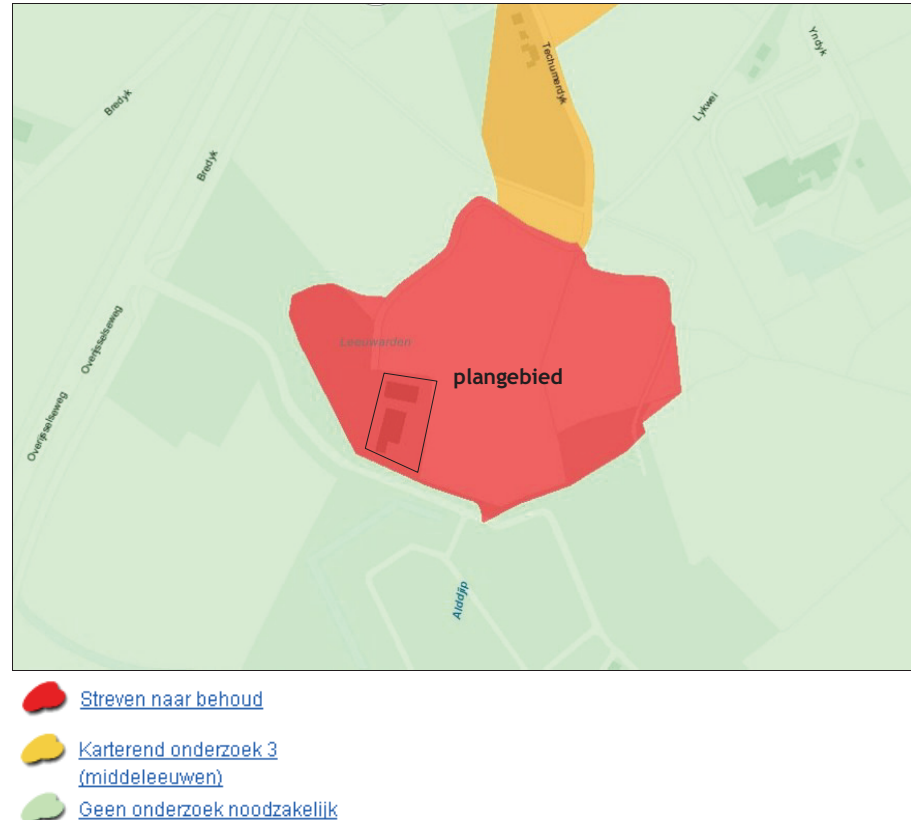 Yndyk
Techumerdyk
Bredyk
Lykwei
Bredyk
Overijsselseweg
Leeuwarden
plangebied
Overijsselseweg
Alddjip
Streven naar behoud
Karterend onderzoek 3
(middeleeuwen)
Geen onderzoek noodzakelijk